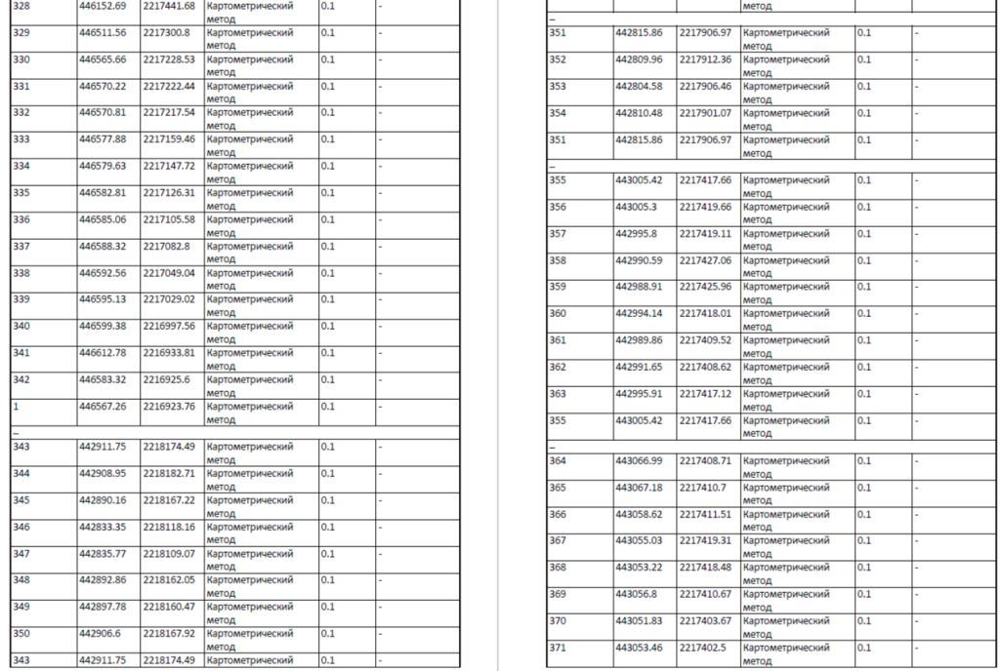 328 446152.69 2217441.68 Картометрический 0.1 -
метод
329 446511.56 2217300.8 Картометрический 0.1 -
метод
330 446565.66 2217228.53 Картометрический 0.1 -
метод
331 446570.22 2217222.44 Картометрический 0.1 -
метод
332 446570.81 2217217.54 Картометрический 0.1 -
метод
333 446577.88 2217159.46 Картометрический 0.1 -
метод
334 446579.63 2217147.72 Картометрический 0.1 -
метод
335 446582.81 2217126.31 Картометрический 0.1 -
метод
336 446585.06 2217105.58 Картометрический 0.1 -
метод
337 446588.32 2217082.8 Картометрический 0.1 -
метод
338 446592.56 2217049.04 Картометрический 0.1 -
метод
339 446595.13 2217029.02 Картометрический 0.1 -
метод
340 446599.38 2216997.56 Картометрический 0.1 -
метод
341 446612.78 2216933.81 Картометрический 0.1 -
метод
342 446583.32 2216925.6 Картометрический 0.1 -
метод
1 446567.26 2216923.76 Картометрический 0.1 -
метод
–
343 442911.75 2218174.49 Картометрический 0.1 -
метод
344 442908.95 2218182.71 Картометрический 0.1 -
метод
345 442890.16 2218167.22 Картометрический 0.1 -
метод
346 442833.35 2218118.16 Картометрический 0.1 -
метод
347 442835.77 2218109.07 Картометрический 0.1 -
метод
348 442892.86 2218162.05 Картометрический 0.1 -
метод
349 442897.78 2218160.47 Картометрический 0.1 -
метод
350 442906.6 2218167.92 Картометрический 0.1 -
метод
343 442911.75 2218174.49 Картометрический 0.1 -
метод
–
351 442815.86 2217906.97 Картометрический 0.1 -
метод
352 442809.96 2217912.36 Картометрический 0.1 -
метод
353 442804.58 2217906.46 Картометрический 0.1 -
метод
354 442810.48 2217901.07 Картометрический 0.1 -
метод
351 442815.86 2217906.97 Картометрический 0.1 -
метод
–
355 443005.42 2217417.66 Картометрический 0.1 -
метод
356 443005.3 2217419.66 Картометрический 0.1 -
метод
357 442995.8 2217419.11 Картометрический 0.1 -
метод
358 442990.59 2217427.06 Картометрический 0.1 -
метод
359 442988.91 2217425.96 Картометрический 0.1 -
метод
360 442994.14 2217418.01 Картометрический 0.1 -
метод
361 442989.86 2217409.52 Картометрический 0.1 -
метод
362 442991.65 2217408.62 Картометрический 0.1 -
метод
363 442995.91 2217417.12 Картометрический 0.1 -
метод
355 443005.42 2217417.66 Картометрический 0.1 -
метод
–
364 443066.99 2217408.71 Картометрический 0.1 -
метод
365 443067.18 2217410.7 Картометрический 0.1 -
метод
366 443058.62 2217411.51 Картометрический 0.1 -
метод
367 443055.03 2217419.31 Картометрический 0.1 -
метод
368 443053.22 2217418.48 Картометрический 0.1 -
метод
369 443056.8 2217410.67 Картометрический 0.1 -
метод
370 443051.83 2217403.67 Картометрический 0.1 -
метод
371 443053.46 2217402.5 Картометрический 0.1 -
метод